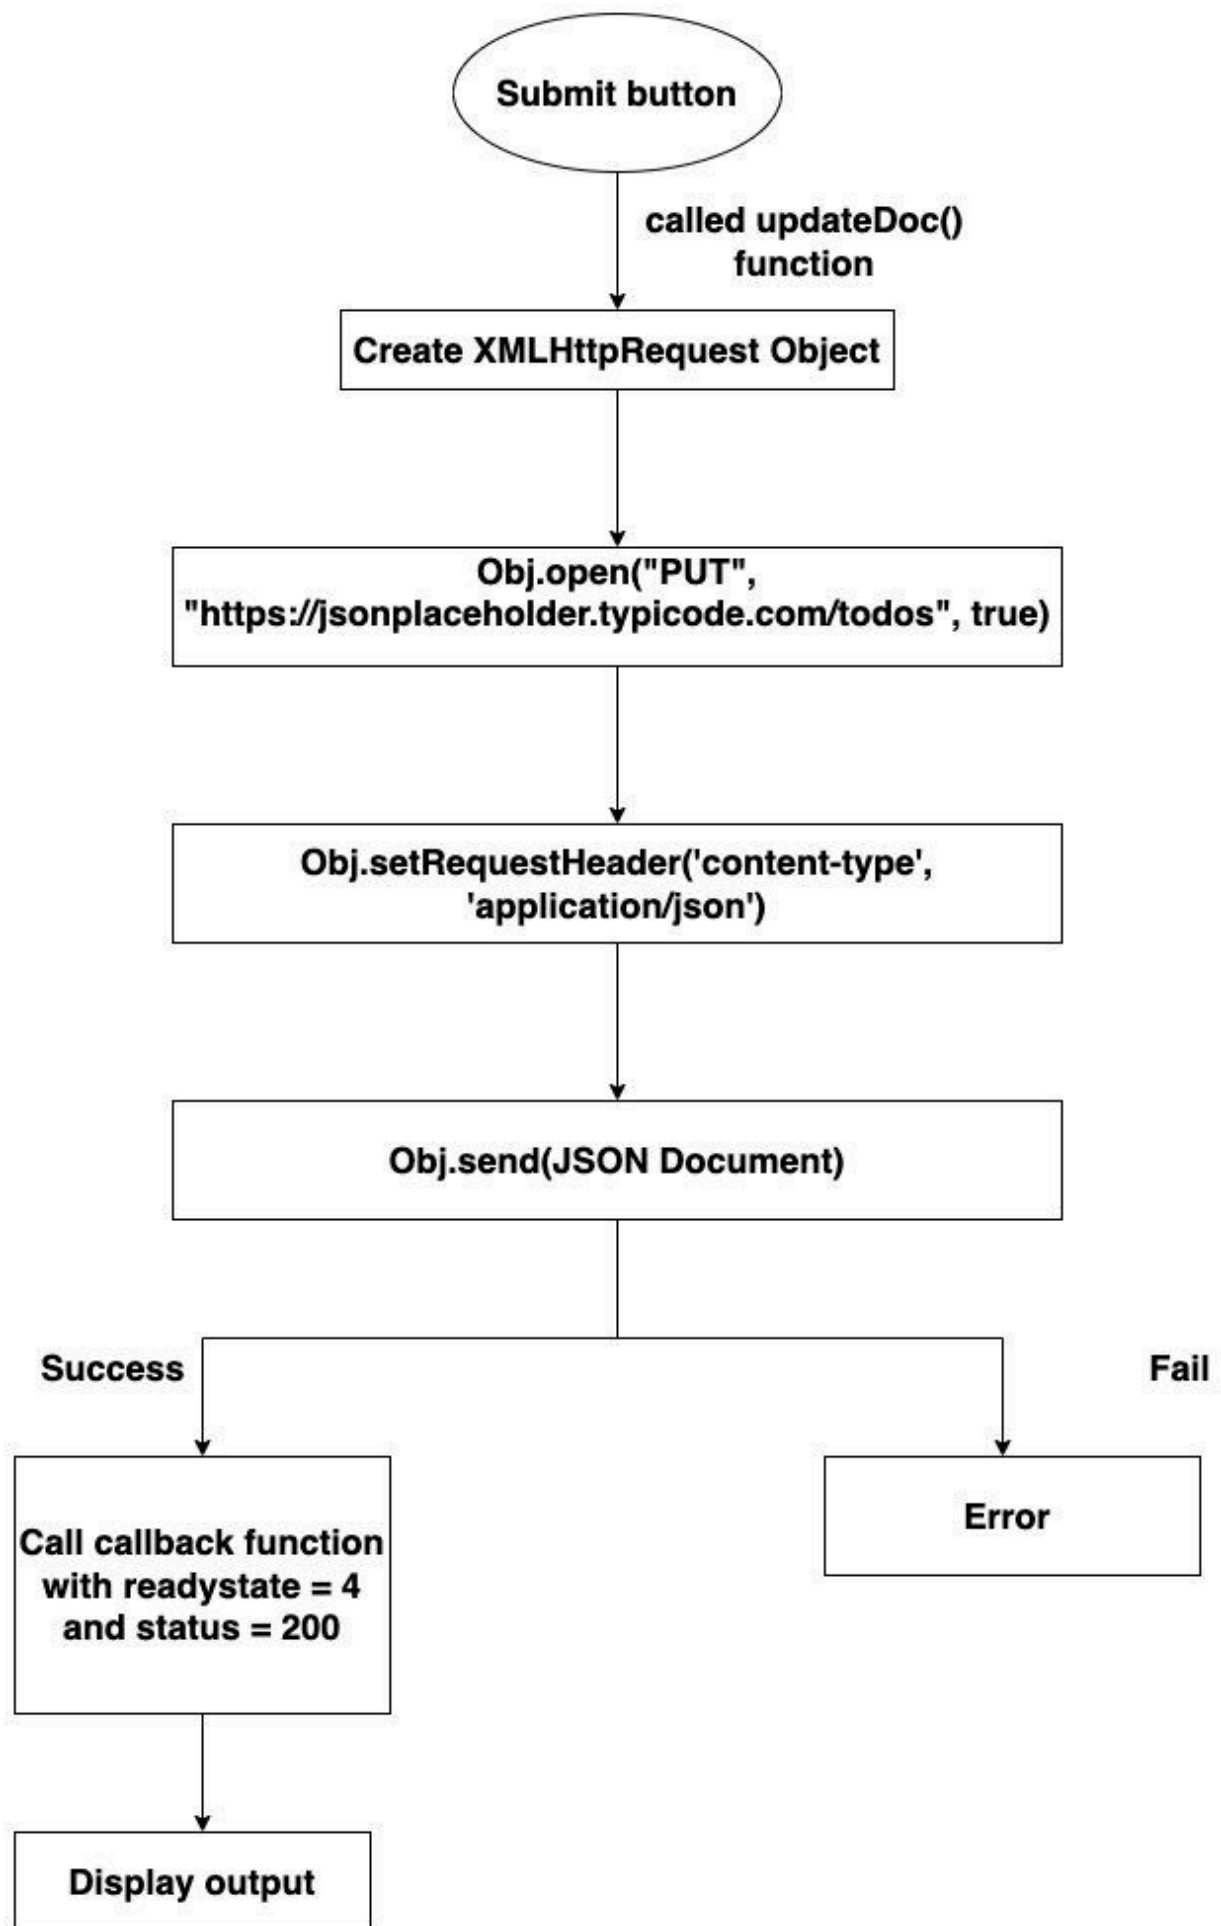 Submit button
called updateDoc()
function
Create XMLHttpRequest Object
Obj.open("PUT",
"https://jsonplaceholder.typicode.com/todos", true)
Obj.setRequestHeader('content-type',
'application/json')
Obj.send(JSON Document)
Success
Fail
Call callback function
with readystate = 4
and status = 200
Error
Display output